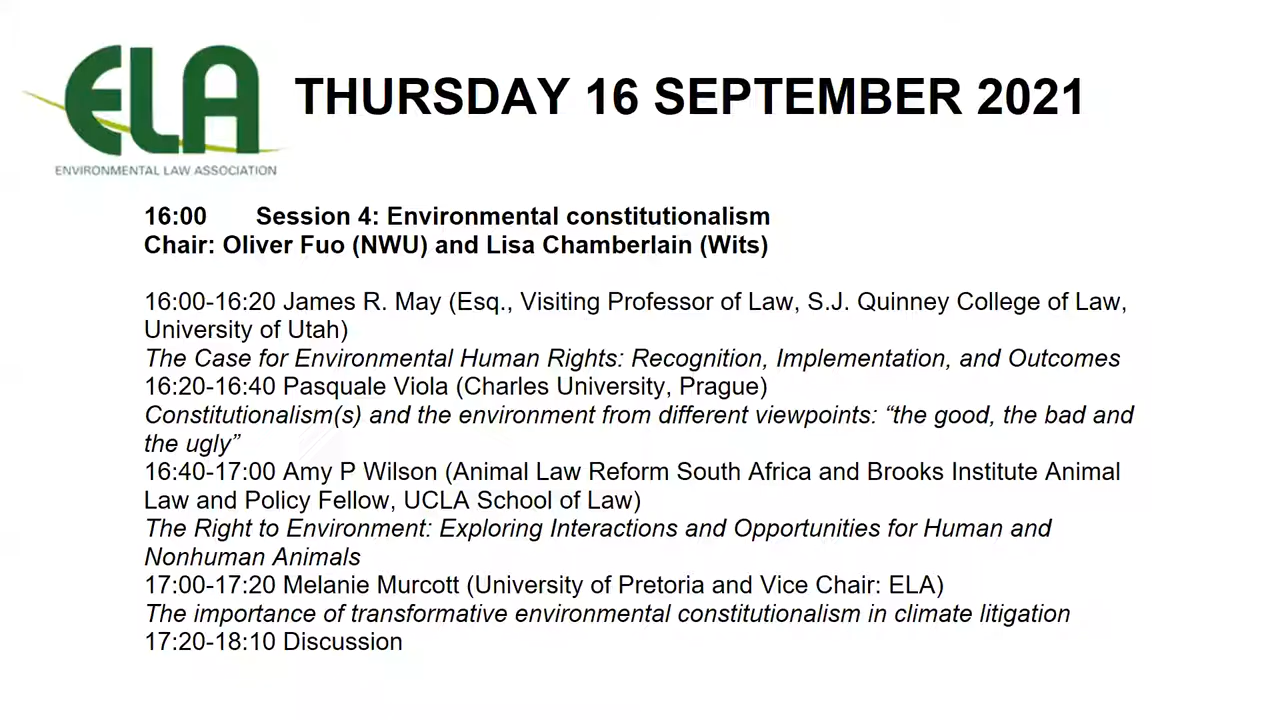 ELA
ENVIRONMENTAL LAW ASSOCIATION
THURSDAY 16 SEPTEMBER 2021
16:00 Session 4: Environmental constitutionalism
Chair: Oliver Fuo (NWU) and Lisa Chamberlain (Wits)
16:00-16:20 James R. May (Esq., Visiting Professor of Law, S.J. Quinney College of Law,
University of Utah)
The Case for Environmental Human Rights: Recognition, Implementation, and Outcomes
16:20-16:40 Pasquale Viola (Charles University, Prague)
Constitutionalism(s) and the environment from different viewpoints: “the good, the bad and
the ugly”
16:40-17:00 Amy P Wilson (Animal Law Reform South Africa and Brooks Institute Animal
Law and Policy Fellow, UCLA School of Law)
The Right to Environment: Exploring Interactions and Opportunities for Human and
Nonhuman Animals
17:00-17:20 Melanie Murcott (University of Pretoria and Vice Chair: ELA)
The importance of transformative environmental constitutionalism in climate litigation
17:20-18:10 Discussion